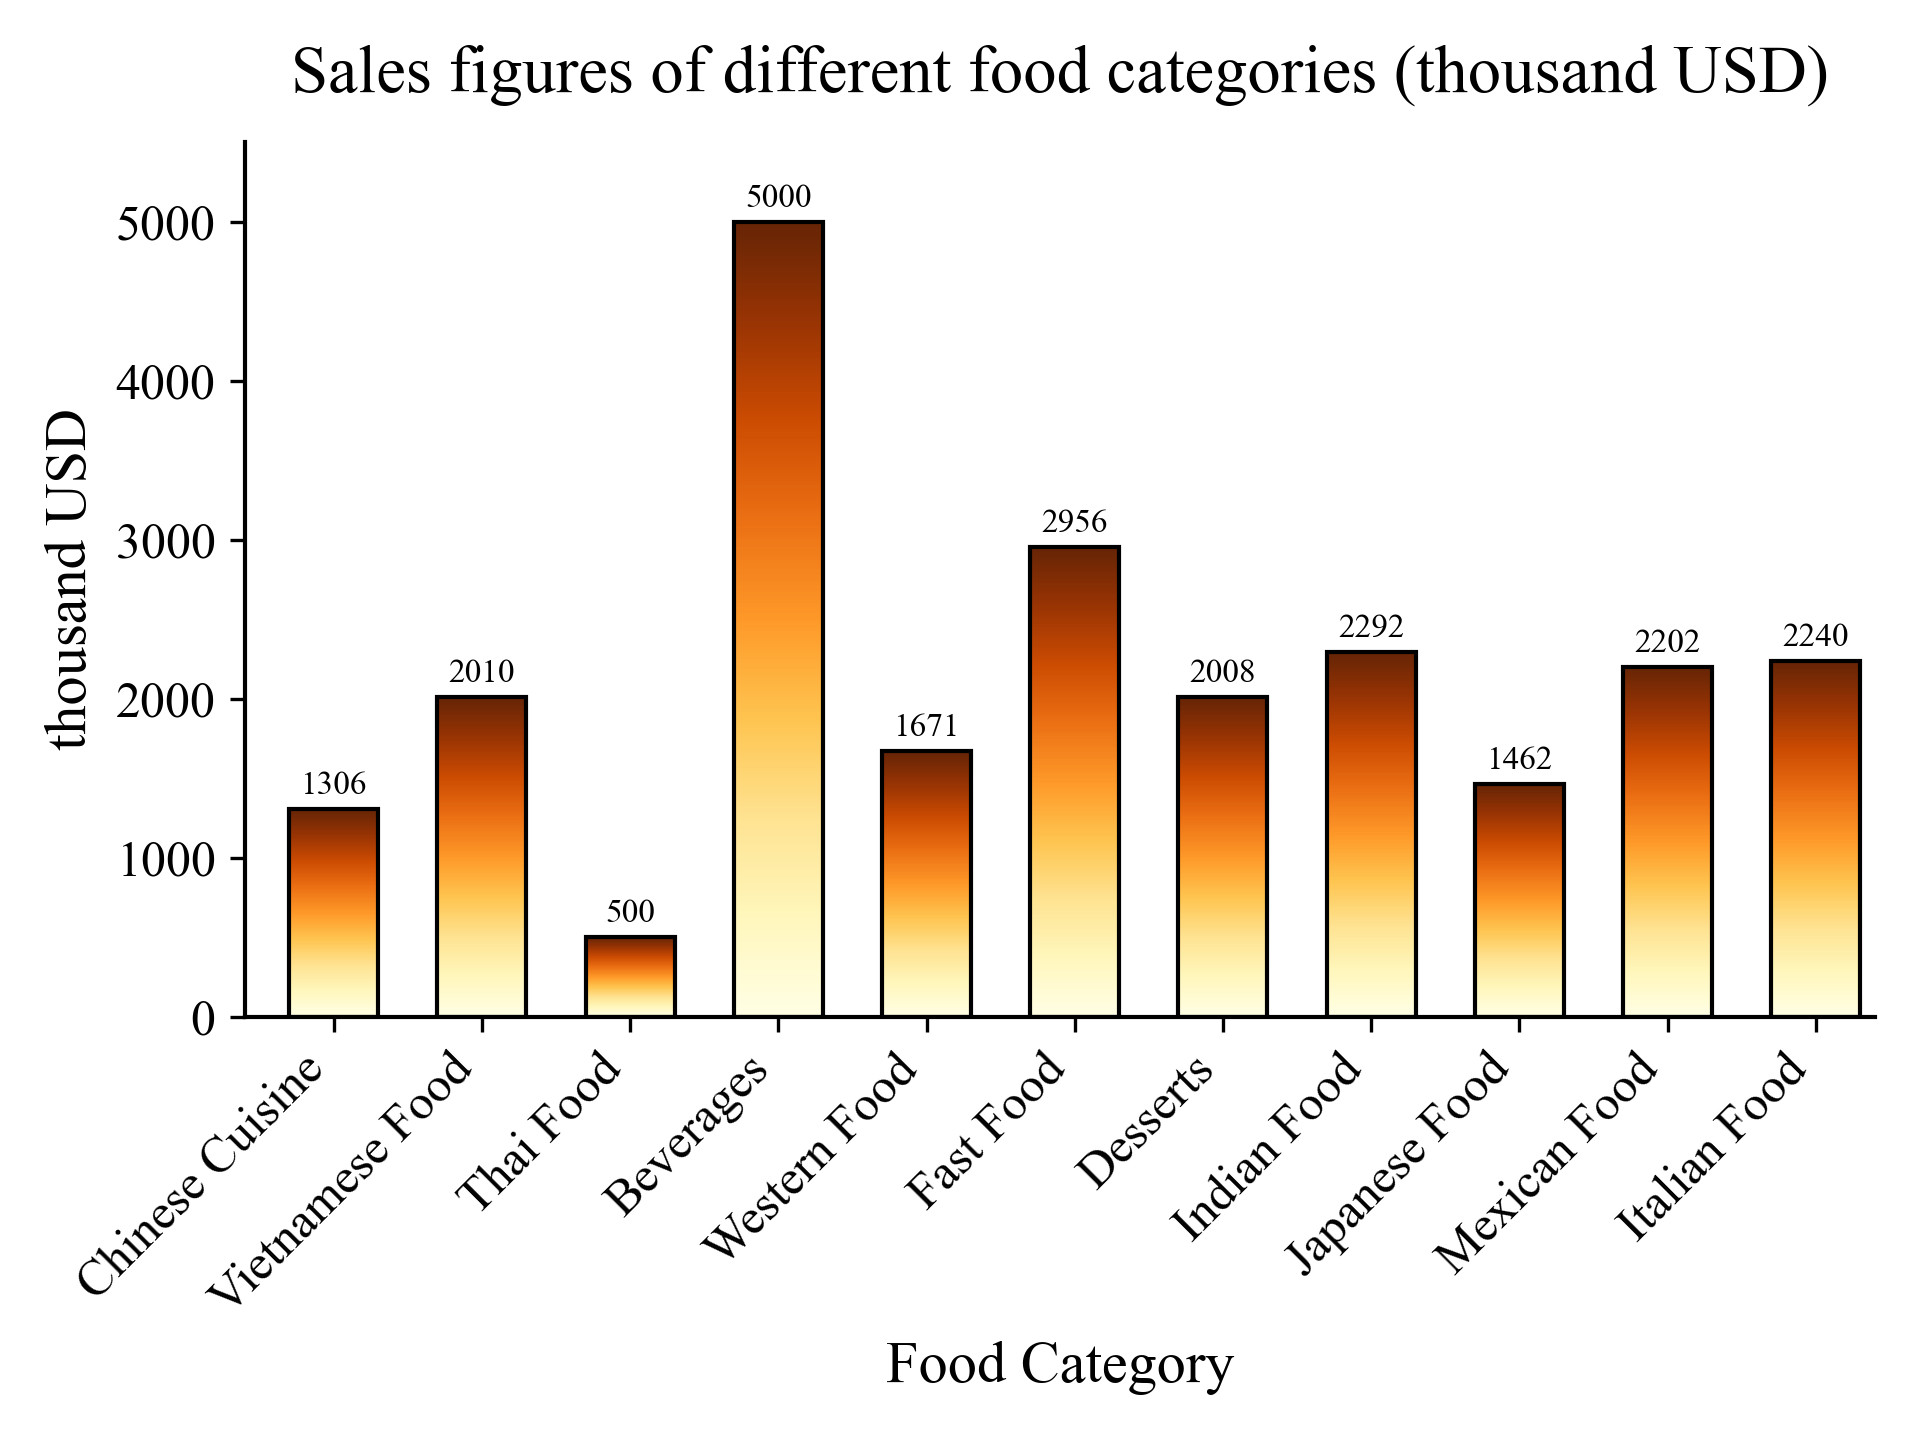 Sales figures of different food categories (thousand USD)
thousand USD
5000
4000
3000
2000
1000
0
1306
2010
500
5000
1671
2956
2008
2292
1462
2202
2240
Chinese Cuisine
Vietnamese Food
Thai Food
Beverages
Western Food
Fast Food
Desserts
Indian Food
Japanese Food
Mexican Food
Italian Food
Food Category